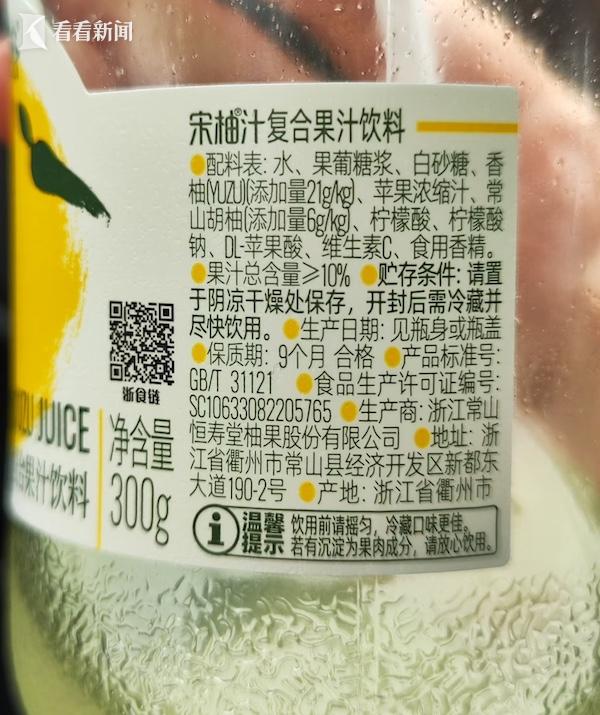 看看新闻
宋柚®汁复合果汁饮料
●配料表: 水、果葡糖浆、白砂糖、香
柚(YUZU)(添加量21g/kg)、苹果浓缩汁、常
山胡柚(添加量6g/kg)、柠檬酸、柠檬酸
钠、DL-苹果酸、维生素C、食用香精。
●果汁总含量≥10% ●贮存条件: 请置
于阴凉干燥处保存，开封后需冷藏并
尽快饮用。●生产日期: 见瓶身或瓶盖
●保质期: 9个月 合格 ●产品标准号:
GB/T 31121 ●食品生产许可证编号:
SC10633082205765 ●生产商: 浙江常山
恒寿堂柚果股份有限公司 ●地址: 浙
江省衢州市常山县经济开发区新都东
大道190-2号 ●产地: 浙江省衢州市
温馨
提示
饮用前请摇匀，冷藏口味更佳。
若有沉淀为果肉成分，请放心饮用。
浙食链
净含量
300g
JUICE
果汁饮料